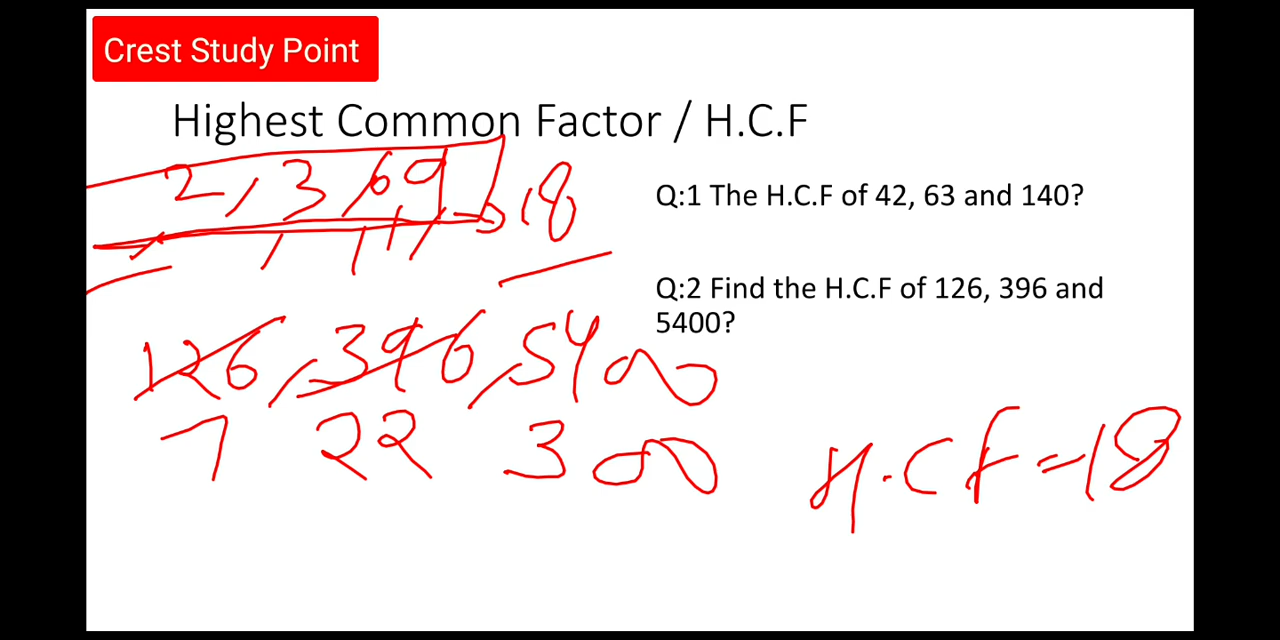 Crest Study Point
Highest Common Factor / H.C.F
2, 3, 6, 9, 18
Q:1 The H.C.F of 42, 63 and 140?
Q:2 Find the H.C.F of 126, 396 and
5400?
126, 396, 5400
7 22 300
H.CF=18